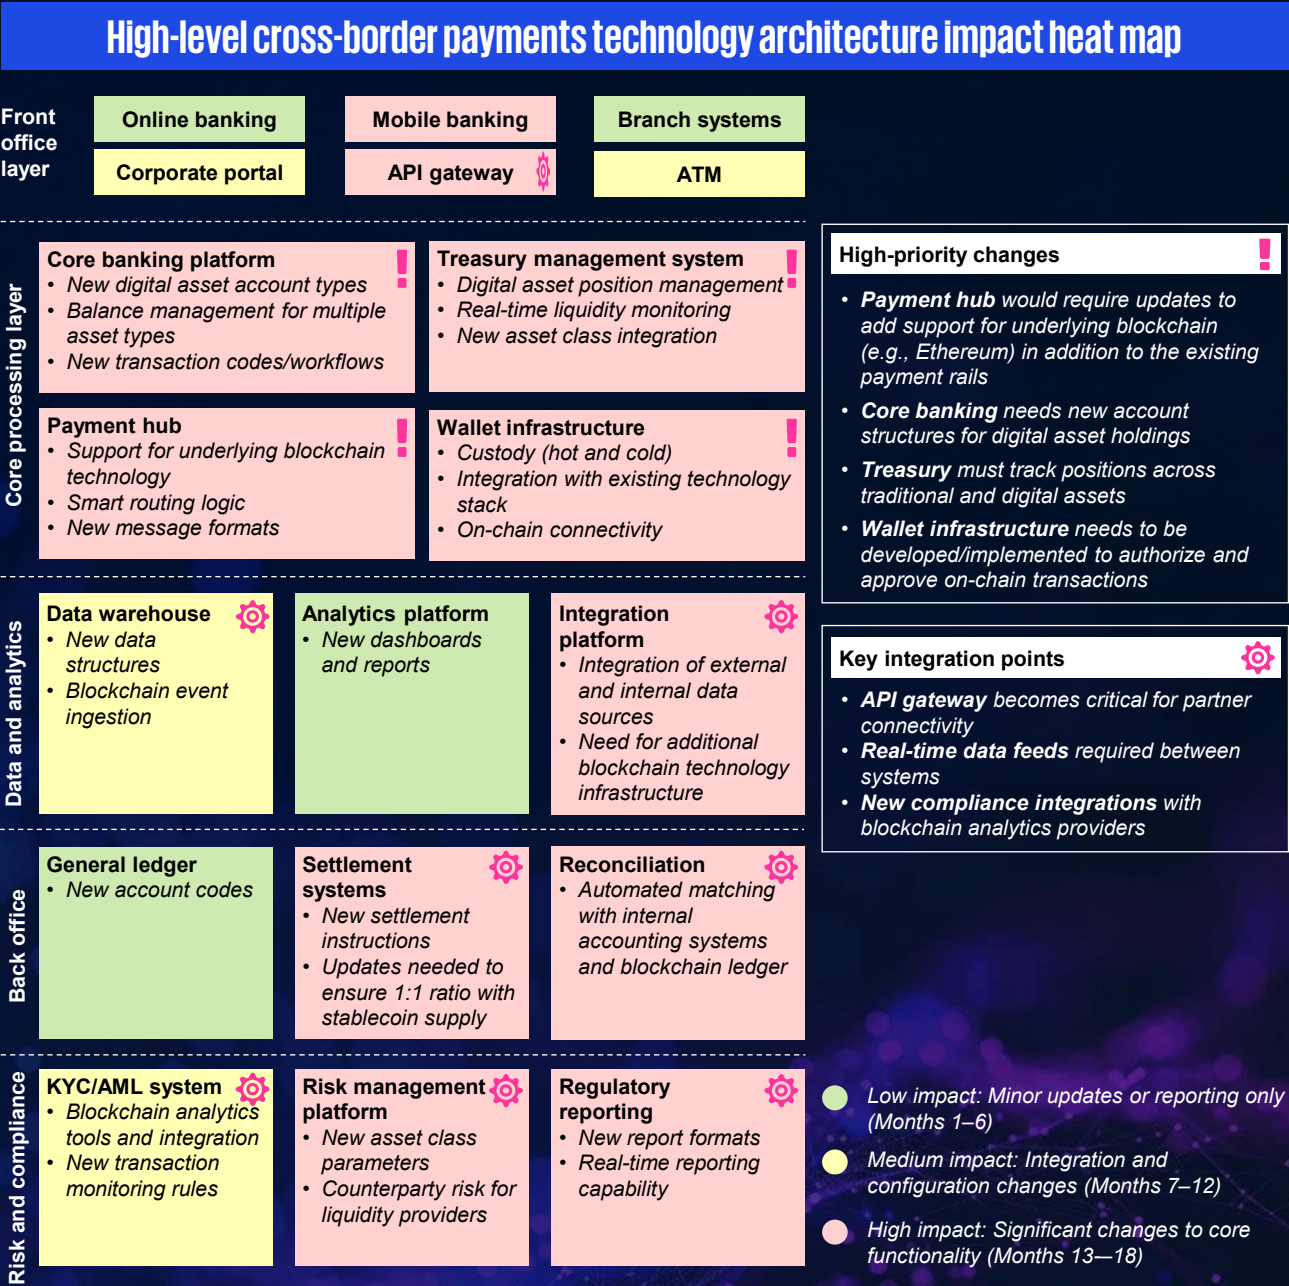 High-level cross-border payments technology architecture impact heat map
Front
office
layer
Online banking
Mobile banking
Branch systems
Corporate portal
API gateway
ATM
Core processing layer
Core banking platform
• New digital asset account types
• Balance management for multiple
asset types
• New transaction codes/workflows
Treasury management system
• Digital asset position management
• Real-time liquidity monitoring
• New asset class integration
Payment hub
• Support for underlying blockchain
technology
• Smart routing logic
• New message formats
Wallet infrastructure
• Custody (hot and cold)
• Integration with existing technology
stack
• On-chain connectivity
Data and analytics
Data warehouse
• New data
structures
• Blockchain event
ingestion
Analytics platform
• New dashboards
and reports
Integration
platform
• Integration of external
and internal data
sources
• Need for additional
blockchain technology
infrastructure
Back office
General ledger
• New account codes
Settlement
systems
• New settlement
instructions
• Updates needed to
ensure 1:1 ratio with
stablecoin supply
Reconciliation
• Automated matching
with internal
accounting systems
and blockchain ledger
Risk and compliance
KYC/AML system
• Blockchain analytics
tools and integration
• New transaction
monitoring rules
Risk management
platform
• New asset class
parameters
• Counterparty risk for
liquidity providers
Regulatory
reporting
• New report formats
• Real-time reporting
capability
High-priority changes
• Payment hub would require updates to
add support for underlying blockchain
(e.g., Ethereum) in addition to the existing
payment rails
• Core banking needs new account
structures for digital asset holdings
• Treasury must track positions across
traditional and digital assets
• Wallet infrastructure needs to be
developed/implemented to authorize and
approve on-chain transactions
Key integration points
• API gateway becomes critical for partner
connectivity
• Real-time data feeds required between
systems
• New compliance integrations with
blockchain analytics providers
Low impact: Minor updates or reporting only
(Months 1–6)
Medium impact: Integration and
configuration changes (Months 7–12)
High impact: Significant changes to core
functionality (Months 13-–18)